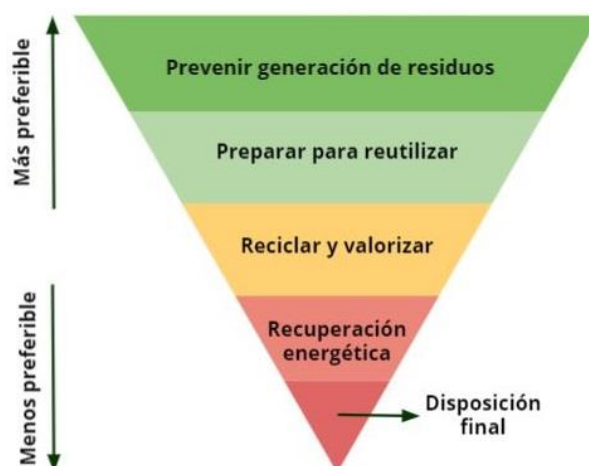 Más preferible
Prevenir generación de residuos
Preparar para reutilizar
Reciclar y valorizar
Menos preferible
Recuperación
energética
Disposición
final